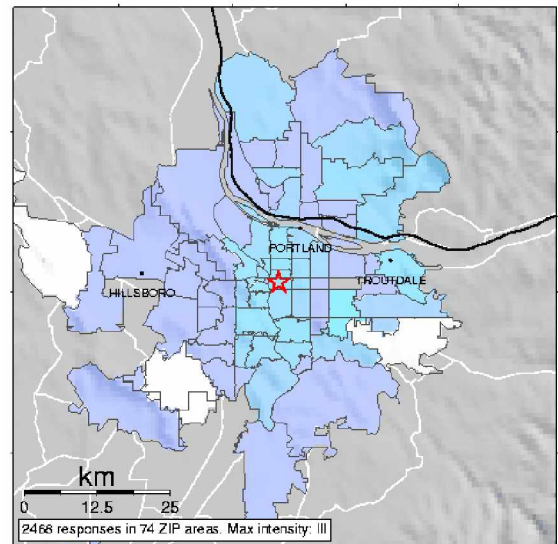 PORTLAND
TROUTDALE
HILLSBORO
km
0 12.5 25
2468 responses in 74 ZIP areas. Max intensity: III